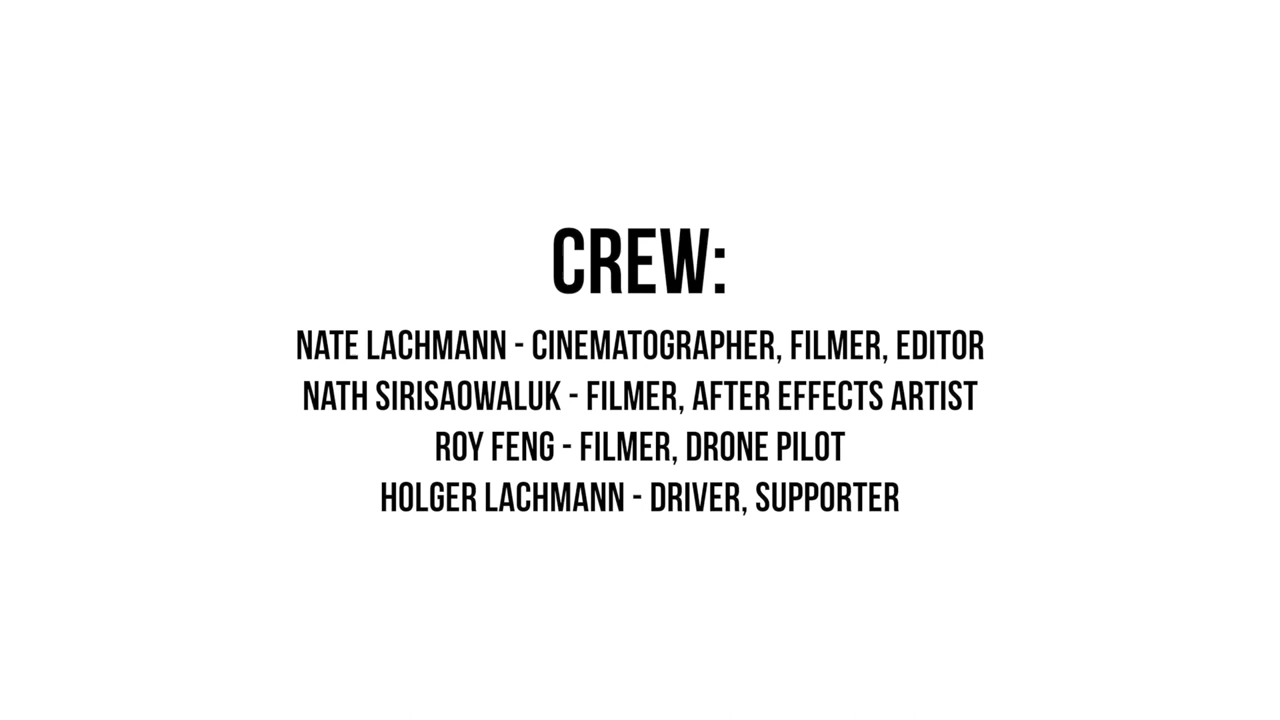 CREW:
NATE LACHMANN - CINEMATOGRAPHER, FILMER, EDITOR
NATH SIRISAOWALUK - FILMER, AFTER EFFECTS ARTIST
ROY FENG - FILMER, DRONE PILOT
HOLGER LACHMANN - DRIVER, SUPPORTER